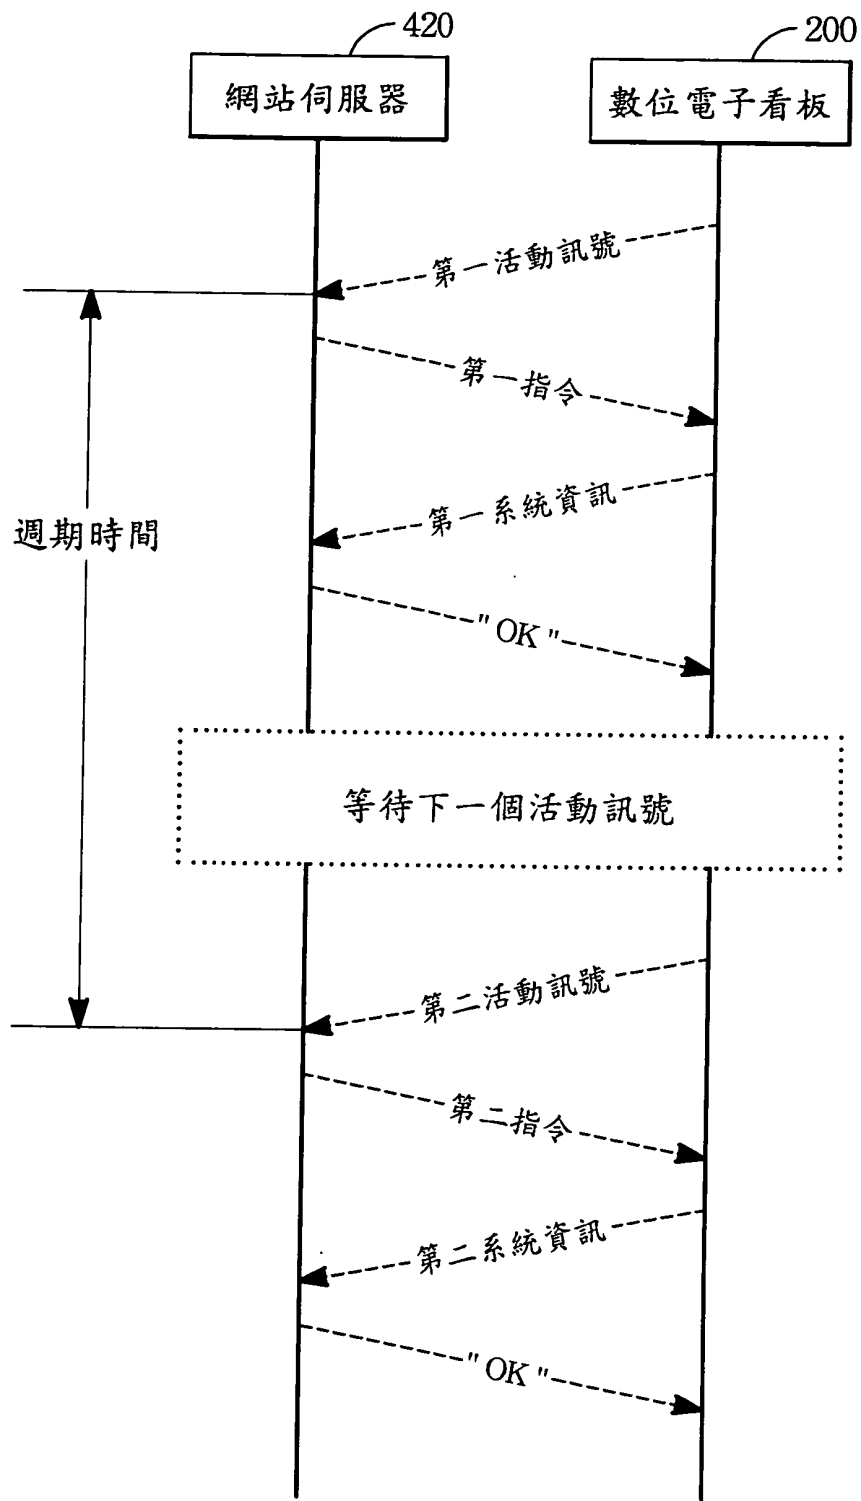 420
200
網站伺服器
數位電子看板
第一活動訊號
第一指令
第一系統資訊
週期時間
"OK"
等待下一個活動訊號
第二活動訊號
第二指令
第二系統資訊
"OK"